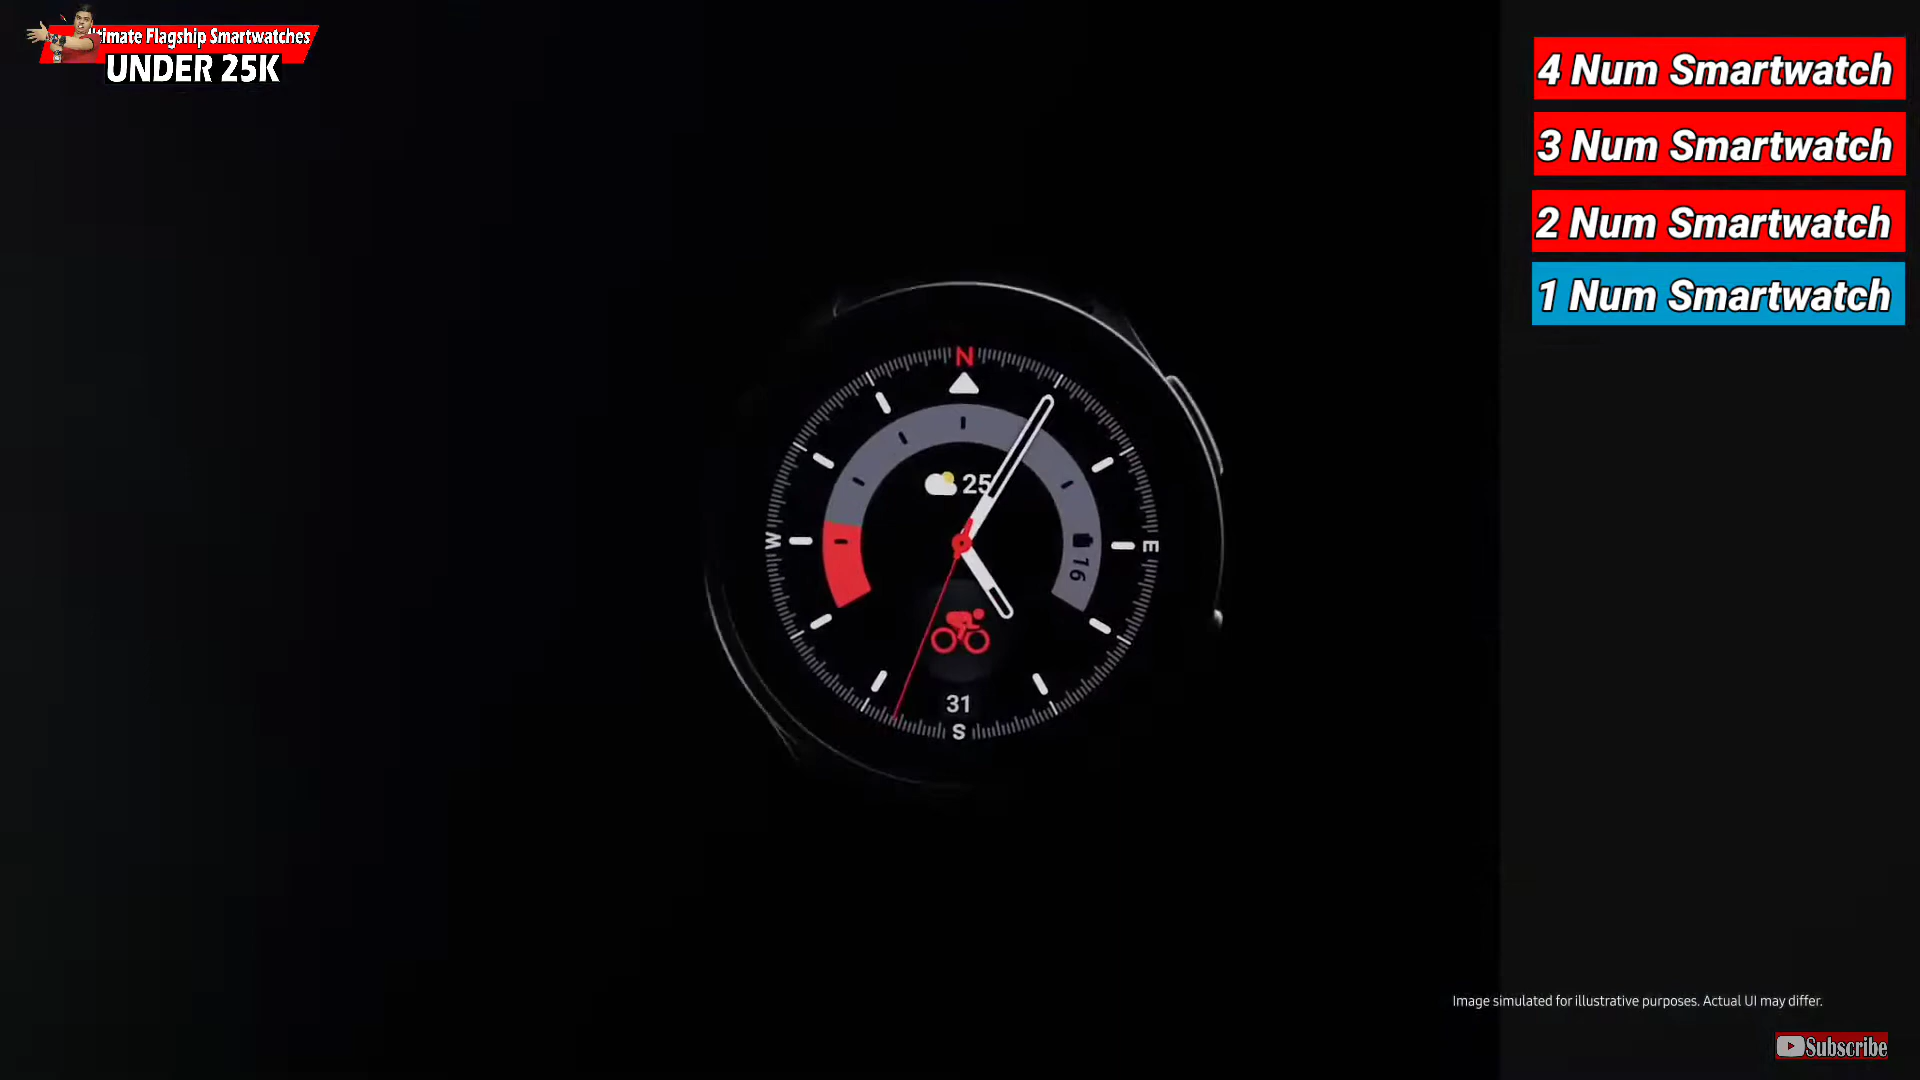 ltimate Flagship Smartwatches
UNDER 25K
4 Num Smartwatch
3 Num Smartwatch
2 Num Smartwatch
1 Num Smartwatch
N
25
W
E
16
31
S
Image simulated for illustrative purposes. Actual UI may differ.
Subscribe